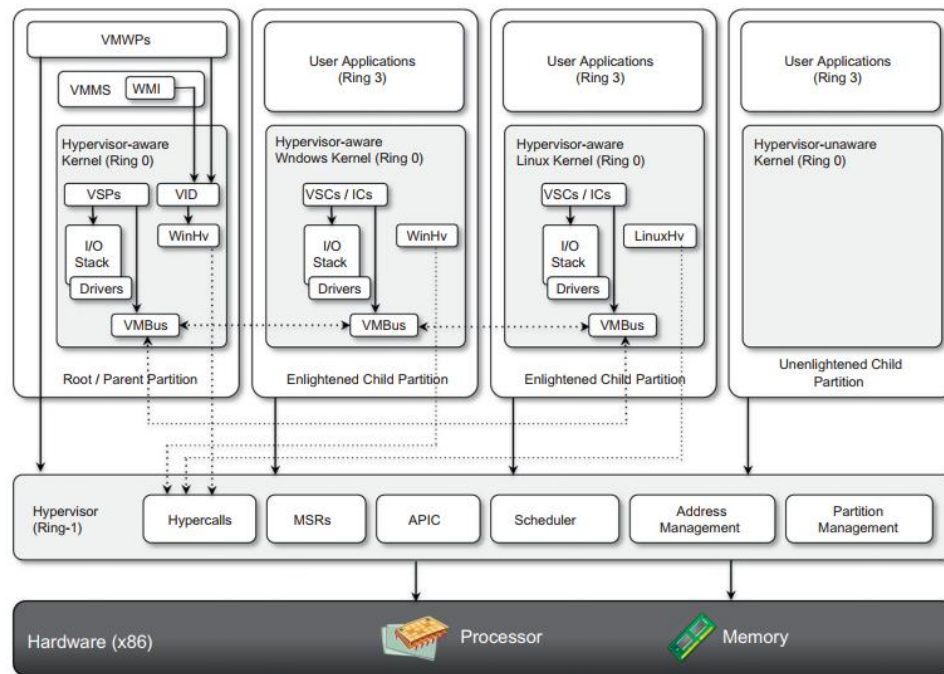 VMWPs
VMMS
WMI
Hypervisor-aware
Kernel (Ring 0)
VSPs
VID
WinHv
I/O
Stack
Drivers
VMBus
Root / Parent Partition
User Applications
(Ring 3)
Hypervisor-aware
Wndows Kernel (Ring 0)
VSCs / ICs
WinHv
I/O
Stack
Drivers
VMBus
Enlightened Child Partition
User Applications
(Ring 3)
Hypervisor-aware
Linux Kernel (Ring 0)
VSCs / ICs
LinuxHv
I/O
Stack
Drivers
VMBus
Enlightened Child Partition
User Applications
(Ring 3)
Hypervisor-unaware
Kernel (Ring 0)
Unenlightened Child
Partition
Hypervisor
(Ring-1)
Hypercalls
MSRs
APIC
Scheduler
Address
Management
Partition
Management
Hardware (x86)
Processor
Memory